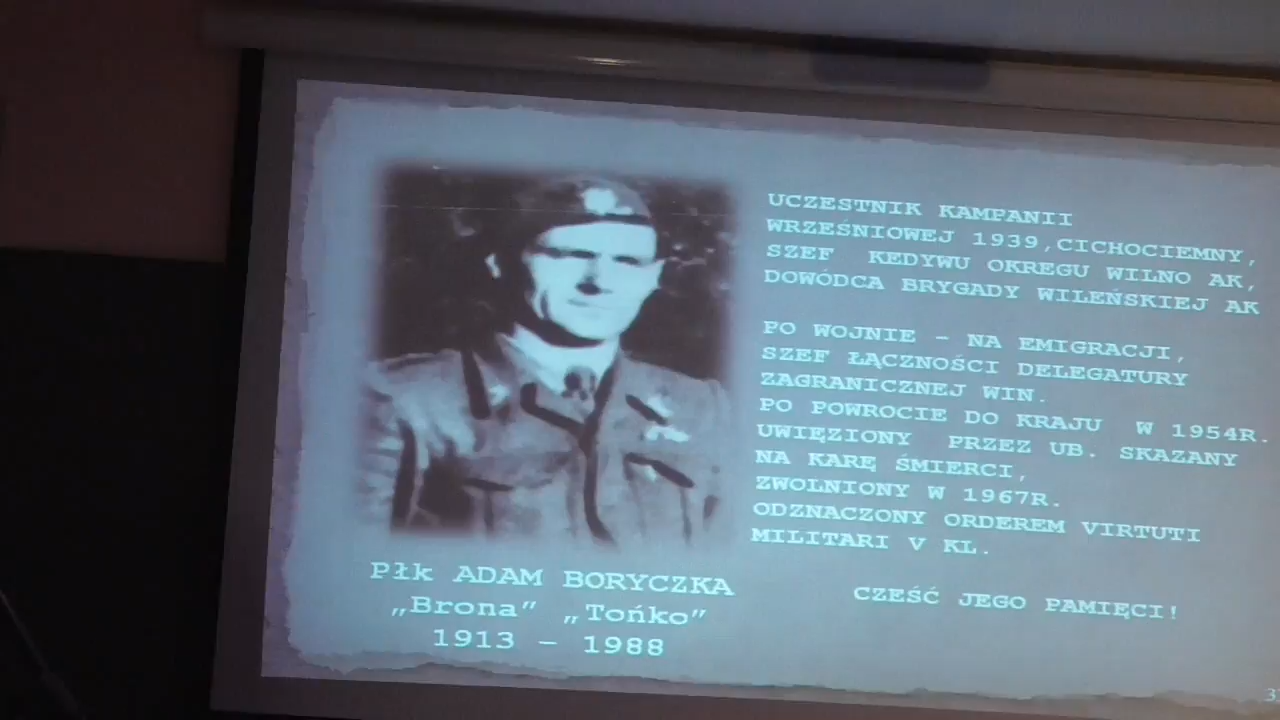 UCZESTNIK KAMPANII
WRZEŚNIOWEJ 1939,CICHOCIEMNY,
SZEF KEDYWU OKREGU WILNO AK,
DOWÓDCA BRYGADY WILEŃSKIEJ AK
PO WOJNIE – NA EMIGRACJI,
SZEF ŁĄCZNOŚCI DELEGATURY
ZAGRANICZNEJ WIN.
PO POWROCIE DO KRAJU W 1954R.
UWIĘZIONY PRZEZ UB. SKAZANY
NA KARĘ ŚMIERCI,
ZWOLNIONY W 1967R.
ODZNACZONY ORDEREM VIRTUTI
MILITARI V KL.
CZEŚĆ JEGO PAMIĘCI!
Płk ADAM BORYCZKA
„Brona” „Tońko”
1913 – 1988